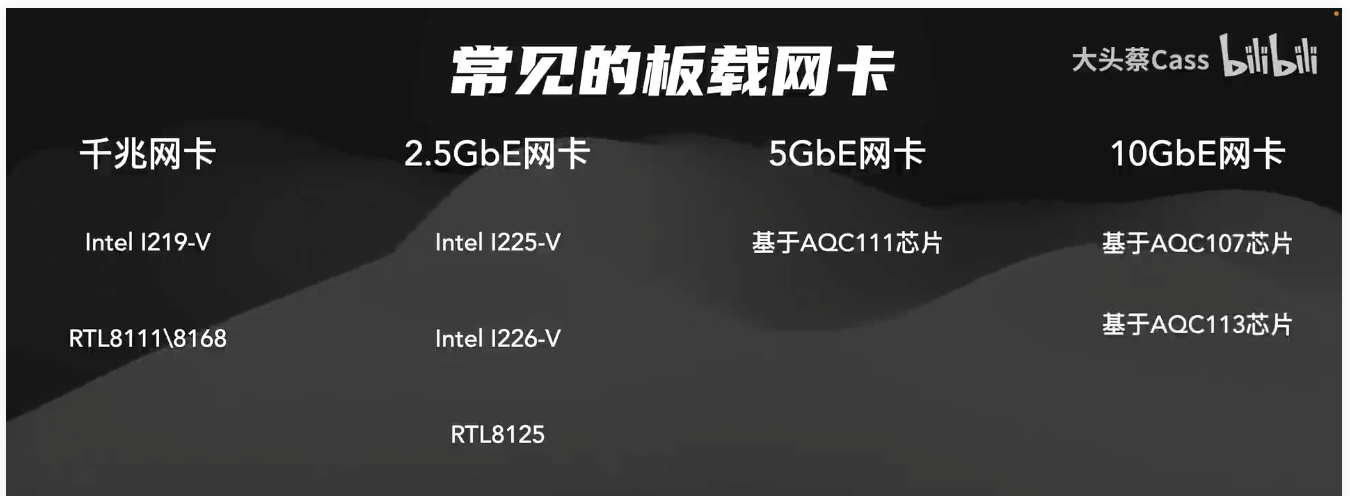 常见的板载网卡
大头蔡Cass bilibili
千兆网卡 2.5GbE网卡 5GbE网卡 10GbE网卡
Intel I219-V Intel I225-V 基于AQC111芯片 基于AQC107芯片
RTL8111\8168 Intel I226-V 基于AQC113芯片
RTL8125